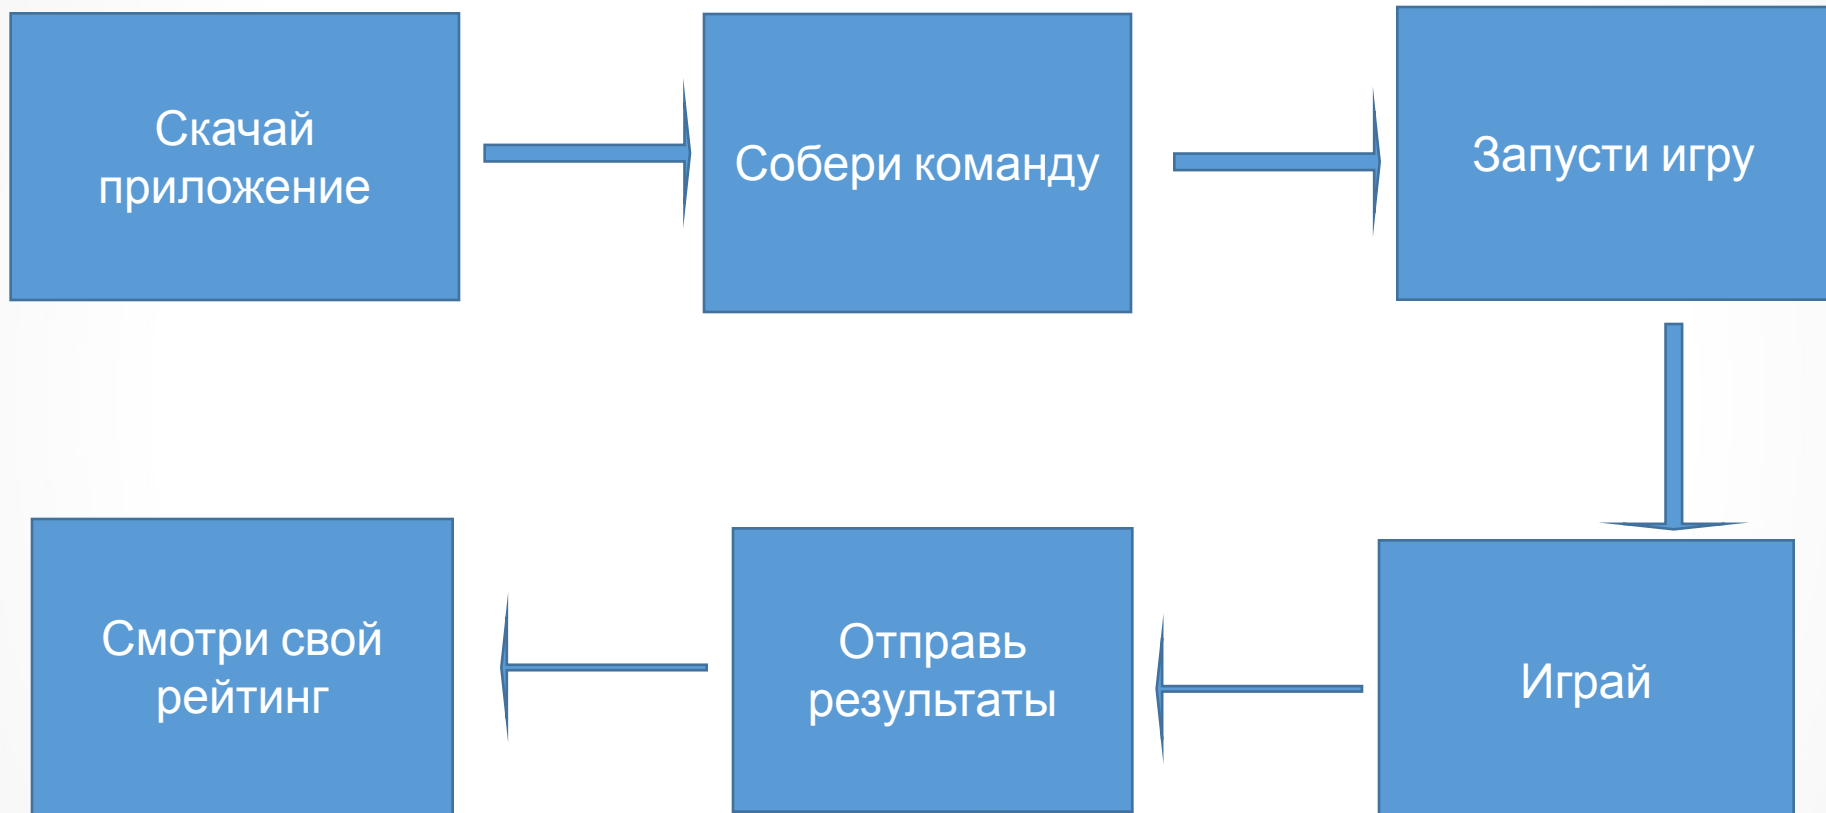 Скачай
приложение
Собери команду
Запусти игру
Играй
Отправь
результаты
Смотри свой
рейтинг